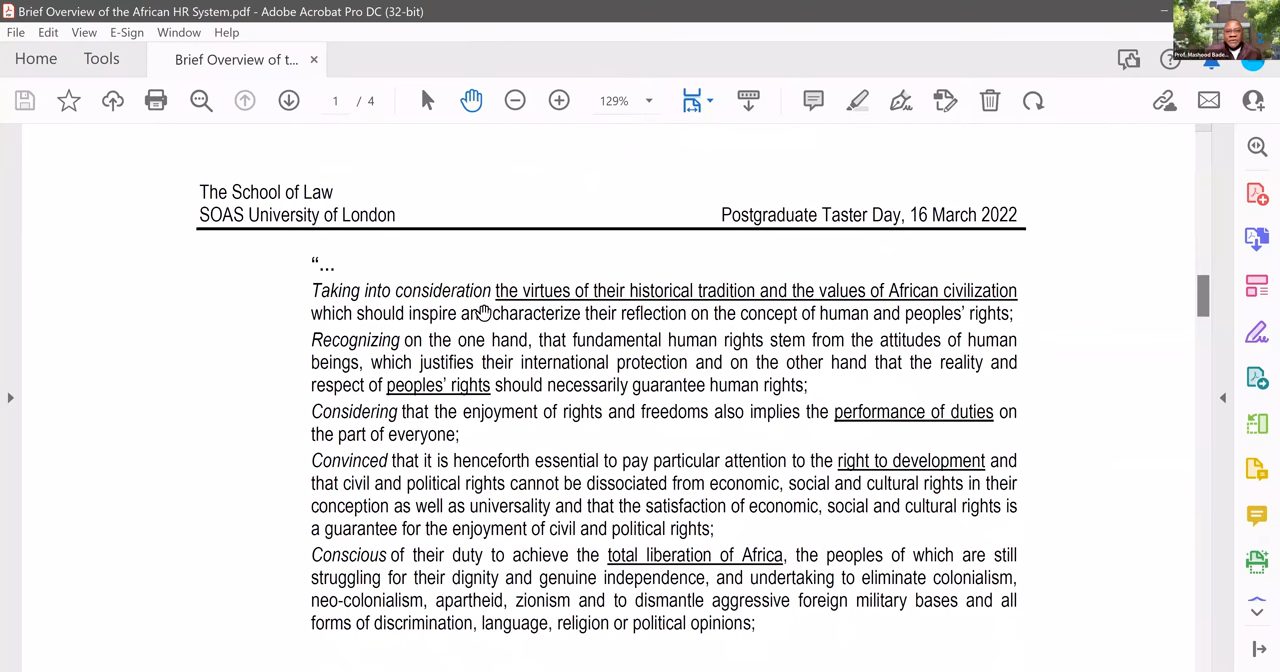 Brief Overview of the African HR System.pdf - Adobe Acrobat Pro DC (32-bit)
File Edit View E-Sign Window Help
Home Tools Brief Overview of t... ×
1 / 4 129%
Prof. Mashood Bade...
The School of Law
SOAS University of London Postgraduate Taster Day, 16 March 2022
“...
Taking into consideration the virtues of their historical tradition and the values of African civilization
which should inspire and characterize their reflection on the concept of human and peoples’ rights;
Recognizing on the one hand, that fundamental human rights stem from the attitudes of human
beings, which justifies their international protection and on the other hand that the reality and
respect of peoples’ rights should necessarily guarantee human rights;
Considering that the enjoyment of rights and freedoms also implies the performance of duties on
the part of everyone;
Convinced that it is henceforth essential to pay particular attention to the right to development and
that civil and political rights cannot be dissociated from economic, social and cultural rights in their
conception as well as universality and that the satisfaction of economic, social and cultural rights is
a guarantee for the enjoyment of civil and political rights;
Conscious of their duty to achieve the total liberation of Africa, the peoples of which are still
struggling for their dignity and genuine independence, and undertaking to eliminate colonialism,
neo-colonialism, apartheid, zionism and to dismantle aggressive foreign military bases and all
forms of discrimination, language, religion or political opinions;